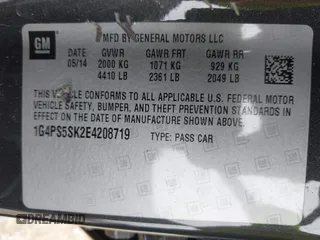 MFD BY GENERAL MOTORS LLC
GM
05/14 GVWR GAWR FRT GAWR RR
2000 KG 1071 KG 929 KG
4410 LB 2361 LB 2049 LB
THIS VEHICLE CONFORMS TO ALL APPLICABLE U.S. FEDERAL MOTOR
VEHICLE SAFETY, BUMPER, AND THEFT PREVENTION STANDARDS
IN EFFECT ON THE DATE OF MANUFACTURE SHOWN ABOVE.
1G4PS5SK2E4208719 TYPE: PASS CAR
DREAMBID